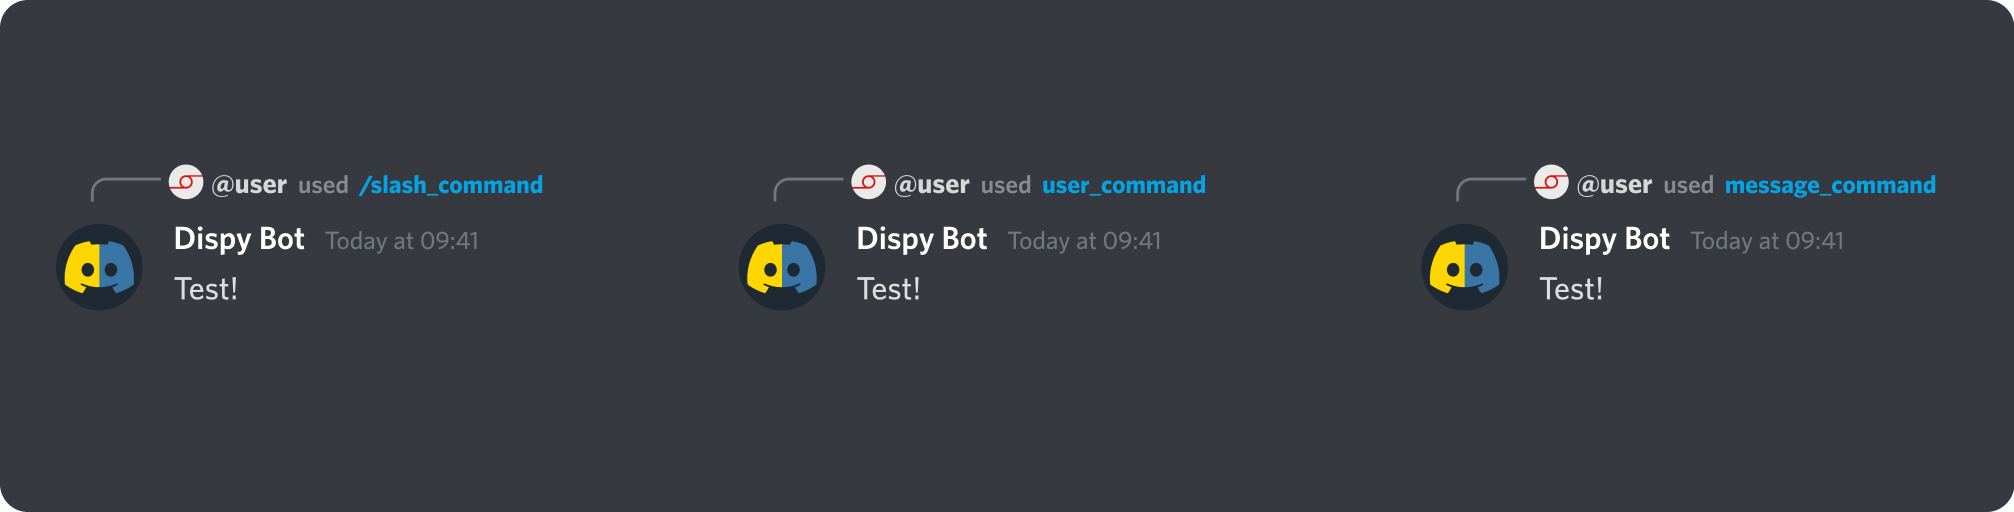 @user used /slash_command
Dispy Bot Today at 09:41
Test!
@user used user_command
Dispy Bot Today at 09:41
Test!
@user used message_command
Dispy Bot Today at 09:41
Test!